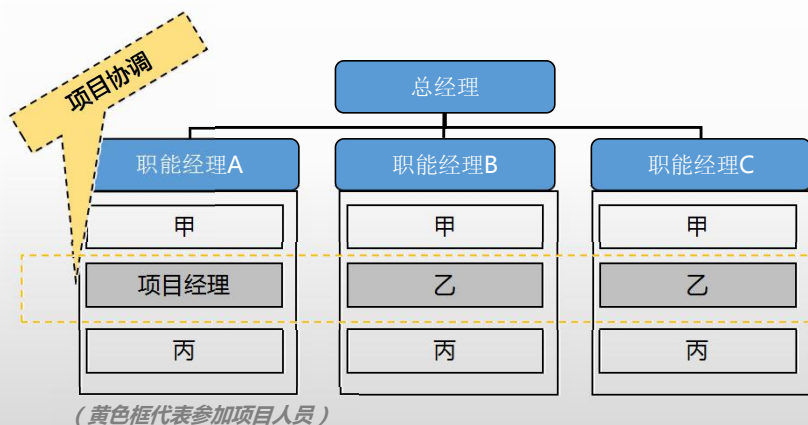 项目协调
总经理
职能经理A
职能经理B
职能经理C
甲
甲
甲
项目经理
乙
乙
丙
丙
丙
(黄色框代表参加项目人员)